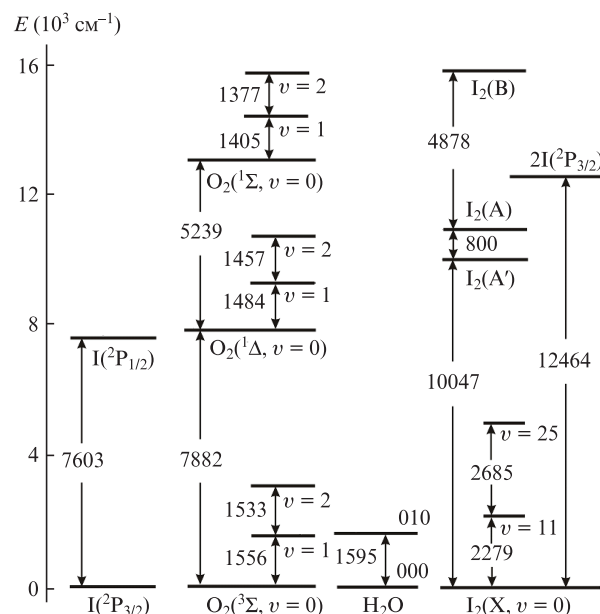 E (10³ см⁻¹)
16
12
8
4
0
7603
I(²P₁/₂)
I(²P₃/₂)
1377
υ = 2
1405
υ = 1
O₂(¹Σ, υ = 0)
5239
1457
υ = 2
1484
υ = 1
O₂(¹Δ, υ = 0)
7882
1533
υ = 2
1556
υ = 1
O₂(³Σ, υ = 0)
010
1595
000
H₂O
I₂(B)
4878
2I(²P₃/₂)
I₂(A)
800
I₂(A′)
10047
12464
υ = 25
2685
υ = 11
2279
I₂(X, υ = 0)